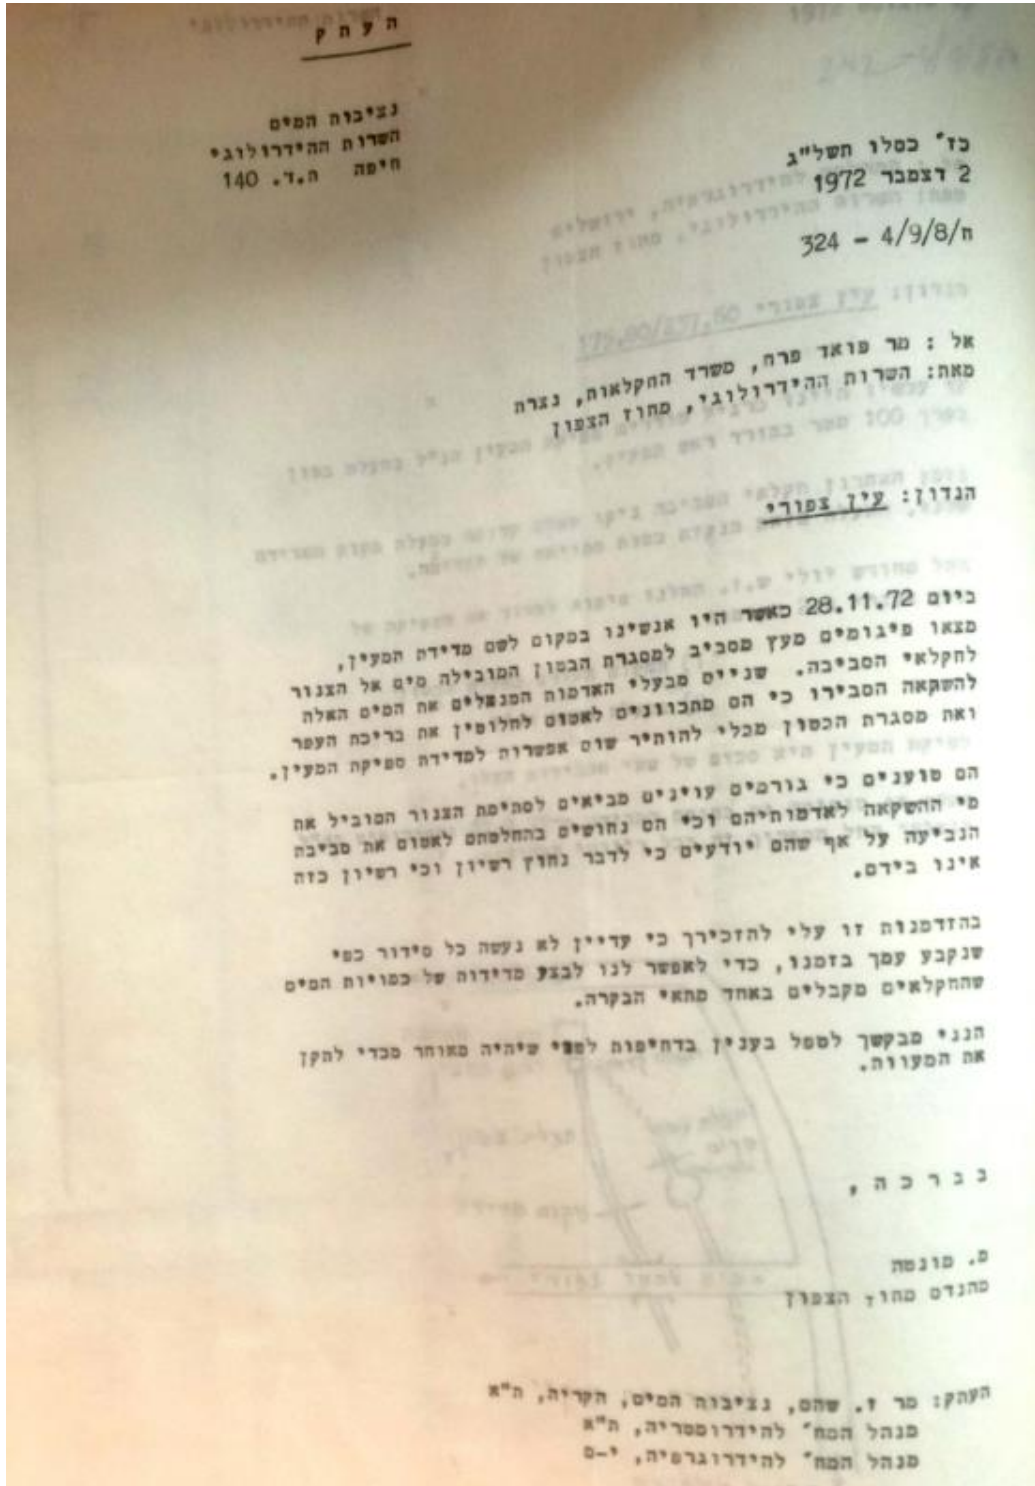 העתק
נציבות המים
השרות ההידרולוגי
חיפה ת.ד. 140
כז' כסלו תשל"ג
2 דצמבר 1972
ח/4/9/8 - 324
אל : מר פואד פרח, משרד החקלאות, נצרת
מאת: השרות ההידרולוגי, מחוז הצפון
הנדון: עין צפורי
ביום 28.11.72 כאשר היו אנשינו במקום לשם מדידת המעין,
מצאו פיגומים מעץ מסביב למסגרת הבטון המובילה מים אל הצנור
לחקלאי הסביבה. שניים מבעלי האדמות המנצלים את המים האלה
להשקאה הסבירו כי הם מתכוונים לאטום לחלוטין את בריכת העפר
ואת מסגרת הבטון מבלי להותיר שום אפשרות למדידת ספיקת המעין.
הם טוענים כי גורמים עוינים מביאים לסתימת הצנור המוביל את
מי ההשקאה לאדמותיהם וכי הם נחושים בהחלטתם לאטום את סביבת
הנביעה על אף שהם יודעים כי לדבר נחוץ רשיון וכי רשיון כזה
אינו בידם.
בהזדמנות זו עלי להזכירך כי עדיין לא נעשה כל סידור כפי
שנקבע עמך בזמנו, כדי לאפשר לנו לבצע מדידות של כמויות המים
שהחקלאים מקבלים באחד מתאי הבקרה.
הנני מבקשך לטפל בענין בדחיפות לפני שיהיה מאוחר מכדי לתקן
את המעוות.
בברכה,
מ. מונטה
מהנדס מחוז הצפון
העתק: מר ז. שהם, נציבות המים, הקריה, ת"א
מנהל המח' להידרומטריה, ת"א
מנהל המח' להידרוגרפיה, י-ם